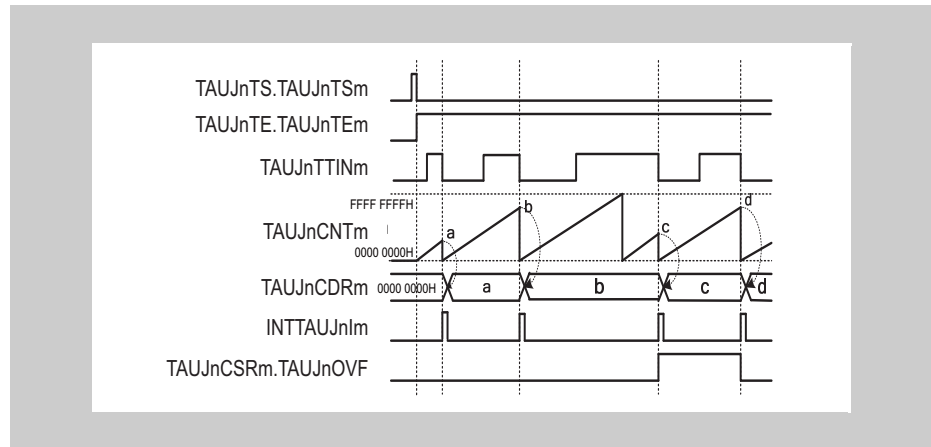 TAUJnTS.TAUJnTSm
TAUJnTE.TAUJnTEm
TAUJnTTINm
FFFF FFFFH
TAUJnCNTm
0000 0000H
a
b
c
d
TAUJnCDRm 0000 0000H a b c d
INTTAUJnIm
TAUJnCSRm.TAUJnOVF